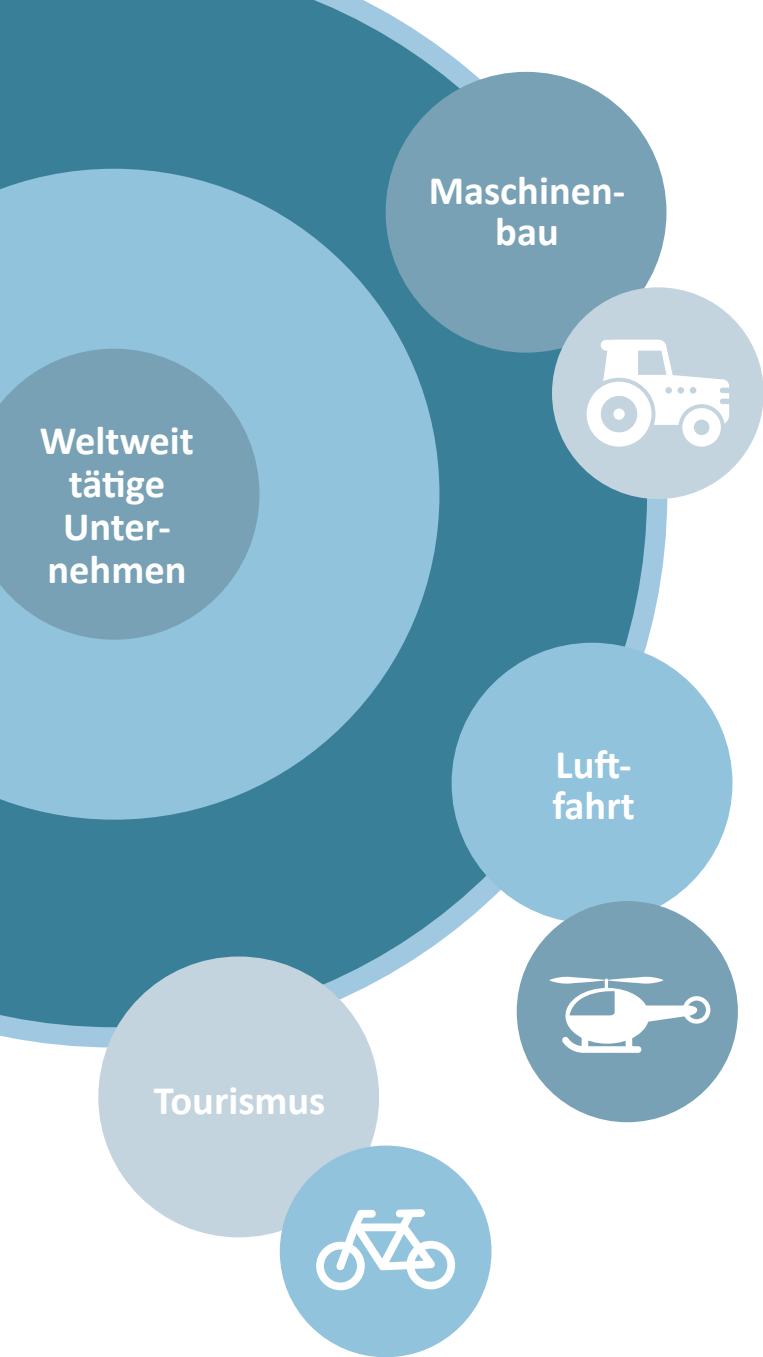 Maschinen-
bau
Weltweit
tätige
Unter-
nehmen
Luft-
fahrt
Tourismus